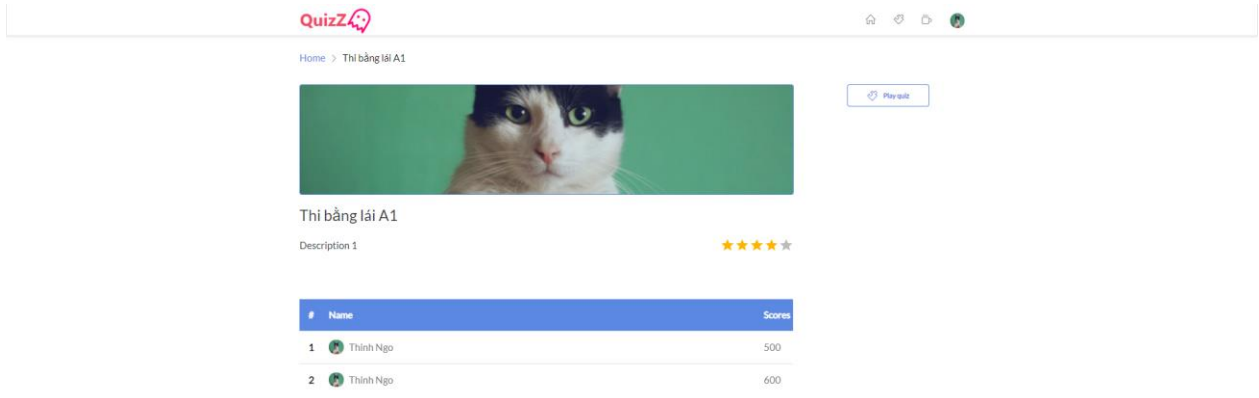 QuizZ
Home > Thi bằng lái A1
Play quiz
Thi bằng lái A1
Description 1
# Name Scores
1 Thinh Ngo 500
2 Thinh Ngo 600